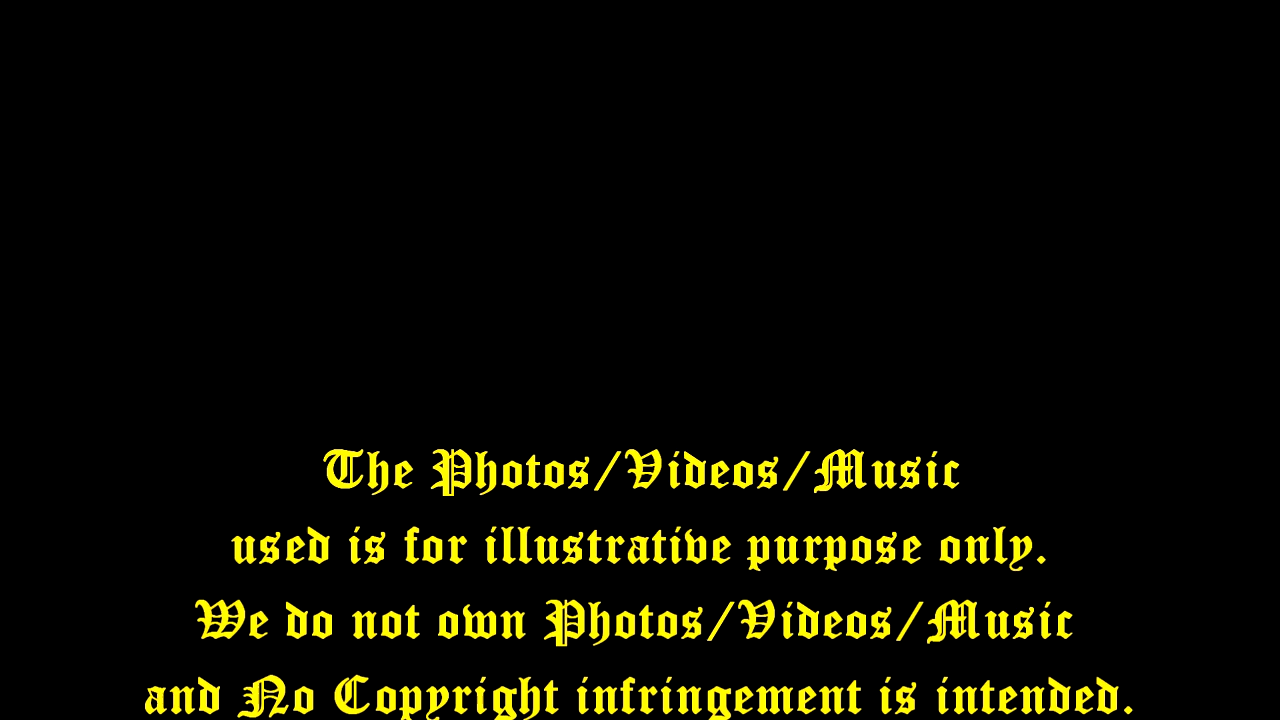 The Photos/Videos/Music
used is for illustrative purpose only.
We do not own Photos/Videos/Music
and No Copyright infringement is intended.